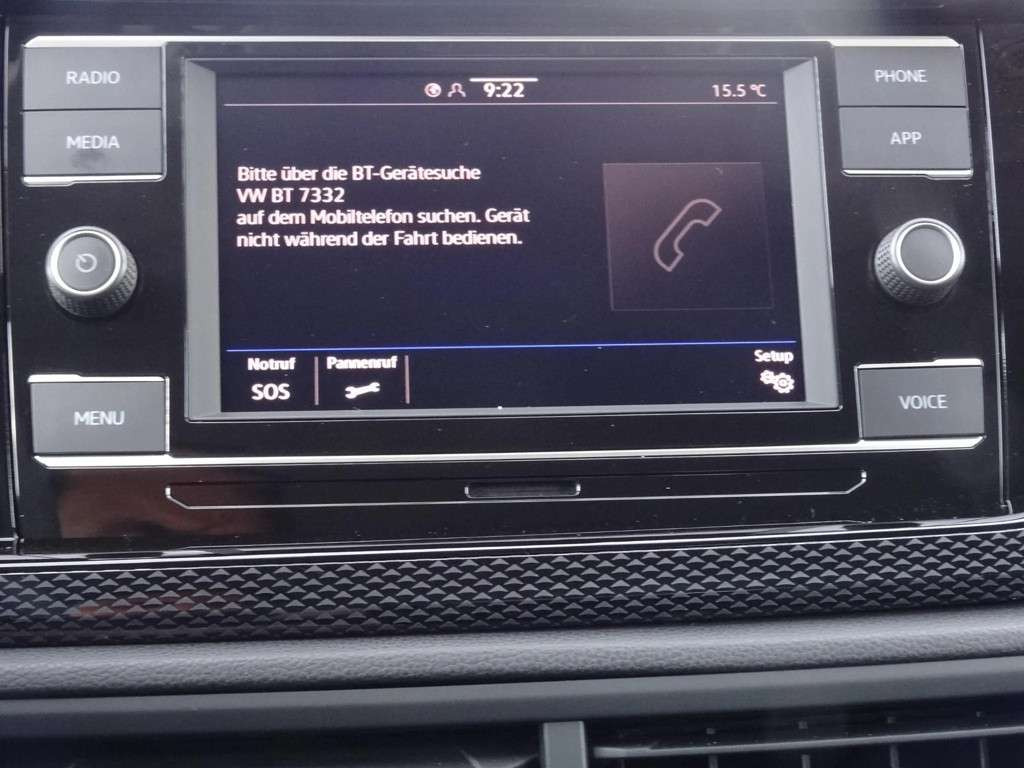 RADIO
MEDIA
MENU
9:22
15.5 °C
Bitte über die BT-Gerätesuche
VW BT 7332
auf dem Mobiltelefon suchen. Gerät
nicht während der Fahrt bedienen.
Notruf
SOS
Pannenruf
Setup
PHONE
APP
VOICE